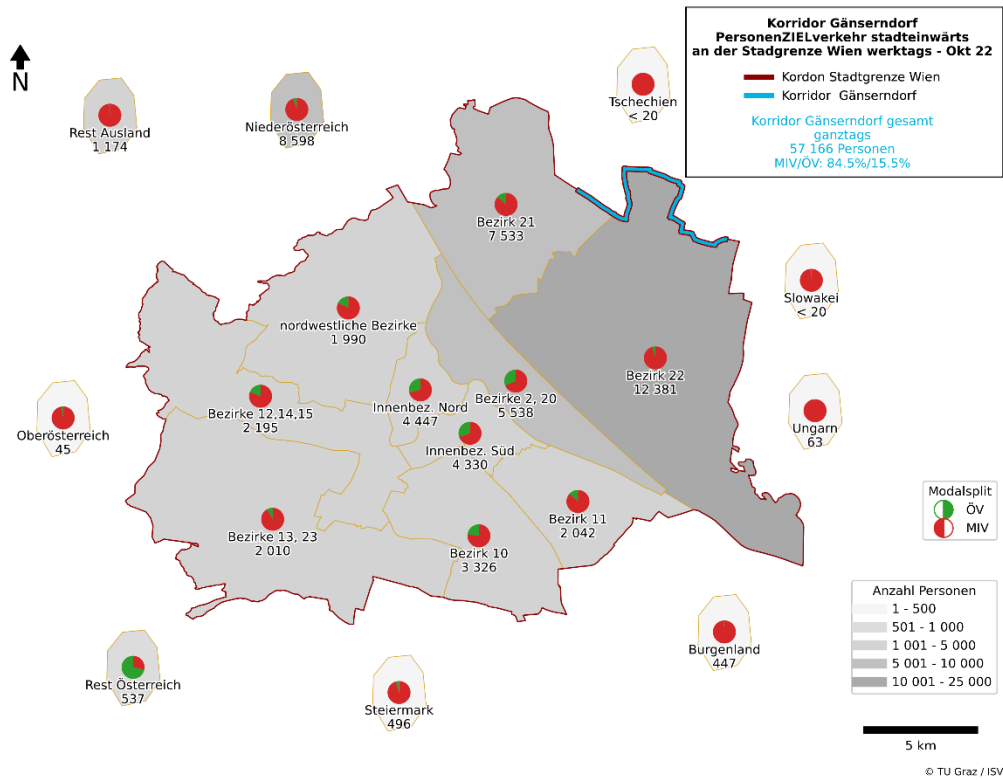 Korridor Gänserndorf
PersonenZIELverkehr stadteinwärts
an der Stadgrenze Wien werktags - Okt 22
Kordon Stadtgrenze Wien
Korridor Gänserndorf
Korridor Gänserndorf gesamt
ganztags
57 166 Personen
MIV/ÖV: 84.5%/15.5%
N
Rest Ausland
1 174
Niederösterreich
8 598
Tschechien
< 20
Bezirk 21
7 533
Slowakei
< 20
nordwestliche Bezirke
1 990
Bezirk 22
12 381
Bezirke 12,14,15
2 195
Innenbez. Nord
4 447
Bezirke 2, 20
5 538
Oberösterreich
45
Innenbez. Süd
4 330
Ungarn
63
Bezirke 13, 23
2 010
Bezirk 10
3 326
Bezirk 11
2 042
Modalsplit
ÖV
MIV
Rest Österreich
537
Steiermark
496
Burgenland
447
Anzahl Personen
1 - 500
501 - 1 000
1 001 - 5 000
5 001 - 10 000
10 001 - 25 000
5 km
© TU Graz / ISV